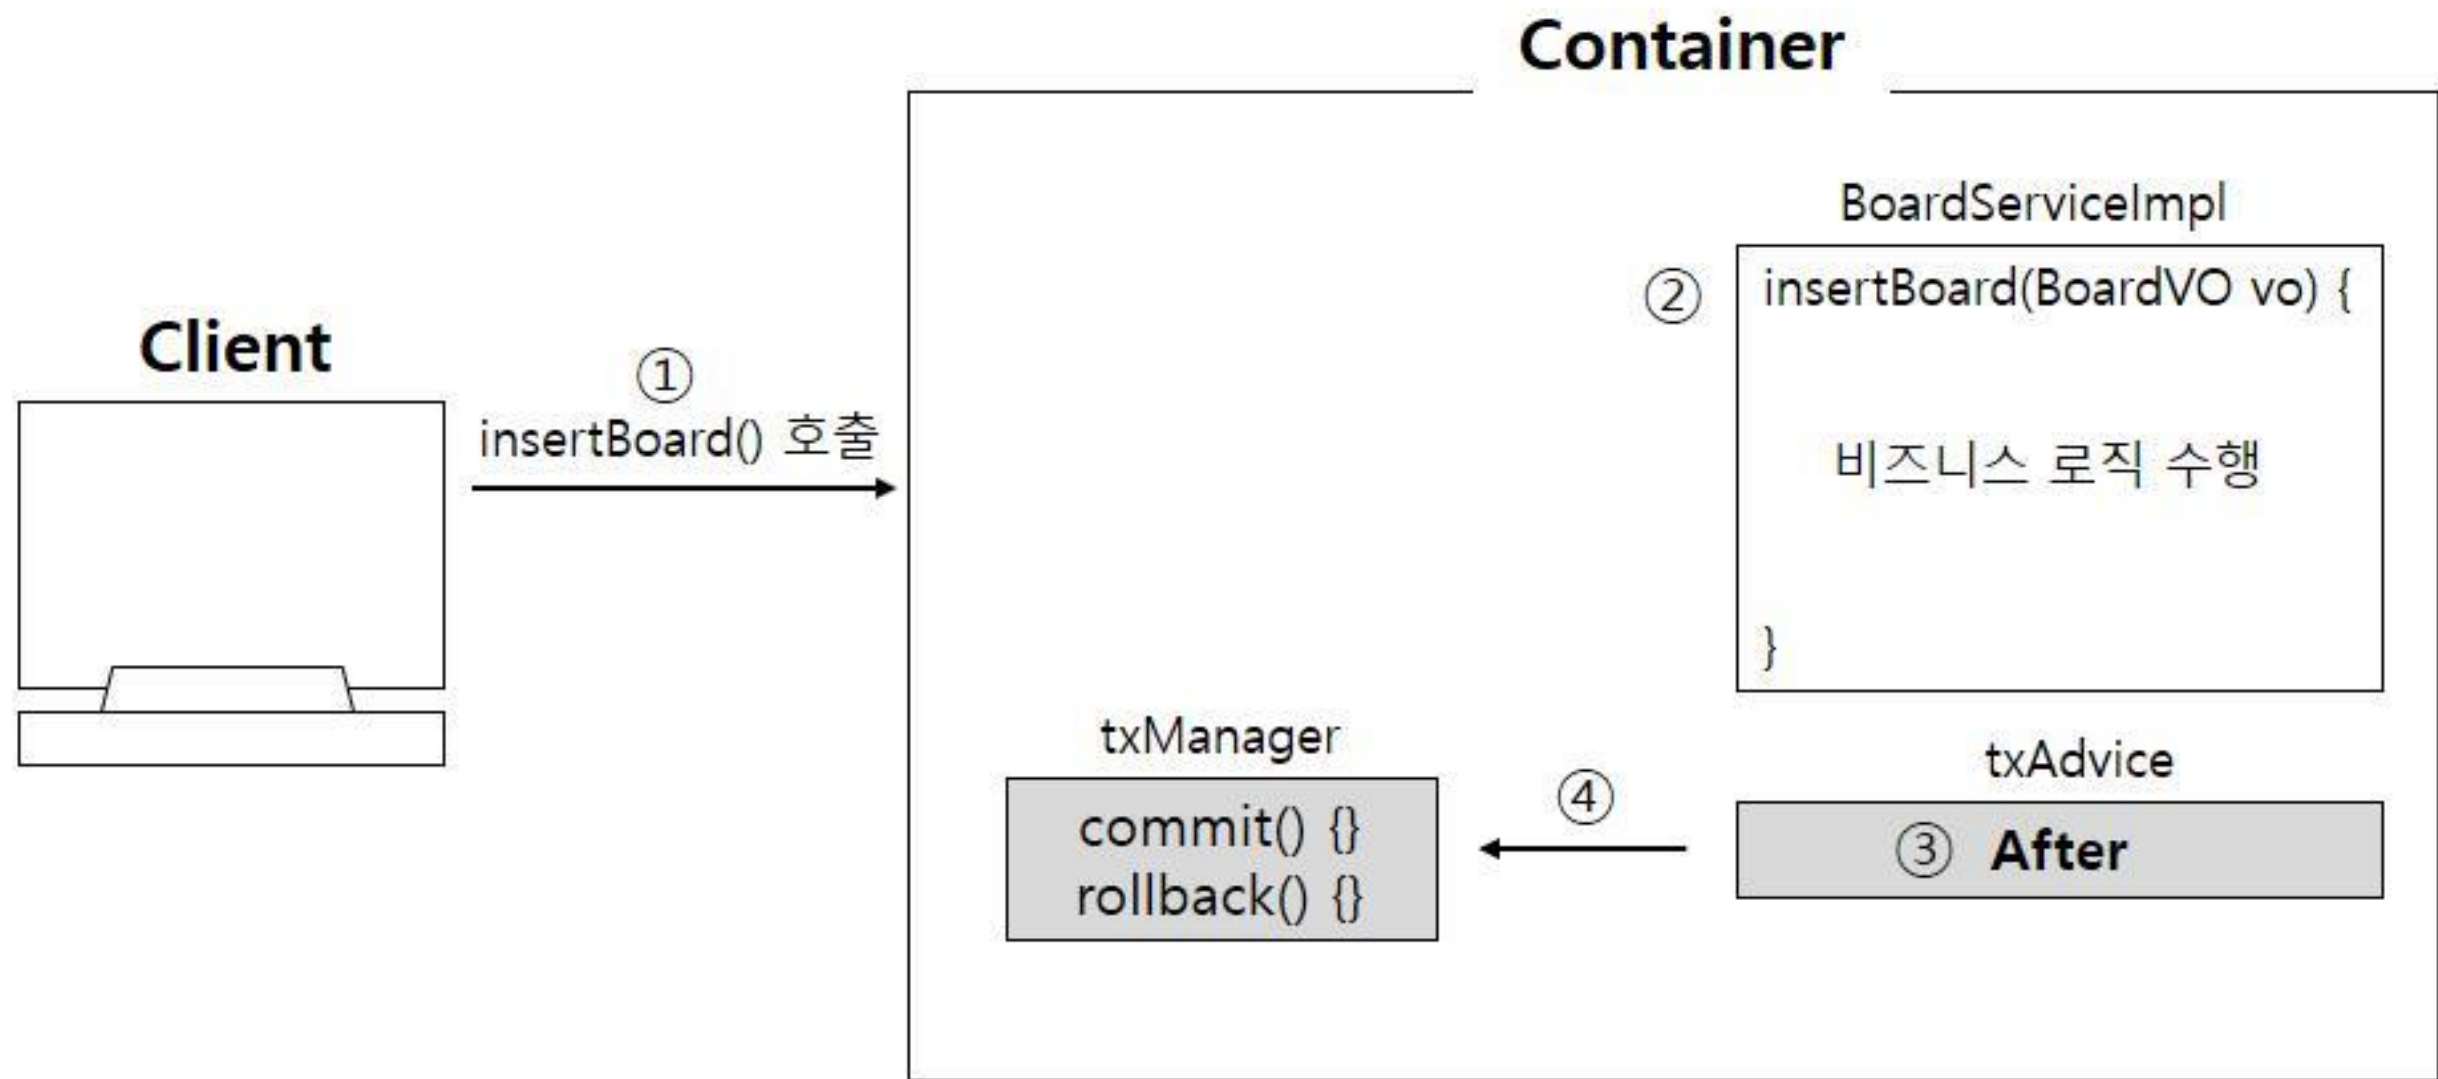 Container
Client
①
insertBoard() 호출
BoardServiceImpl
②
insertBoard(BoardVO vo) {
비즈니스 로직 수행
}
txManager
commit() {}
rollback() {}
④
txAdvice
③ After